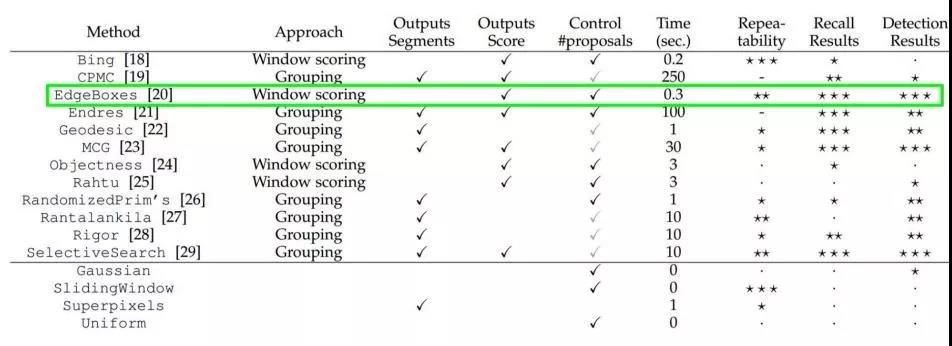 Method Approach Outputs Segments Outputs Score Control #proposals Time (sec.) Repea-tability Recall Results Detection Results
Bing [18] Window scoring ✓ ✓ 0.2 ★★★ ★ ·
CPMC [19] Grouping ✓ ✓ ✓ 250 - ★★ ★
EdgeBoxes [20] Window scoring ✓ ✓ 0.3 ★★ ★★★ ★★★
Endres [21] Grouping ✓ ✓ ✓ 100 - ★★★ ★★
Geodesic [22] Grouping ✓ ✓ 1 ★ ★★★ ★★
MCG [23] Grouping ✓ ✓ ✓ 30 ★ ★★★ ★★★
Objectness [24] Window scoring ✓ ✓ 3 · ★ ·
Rahtu [25] Window scoring ✓ ✓ 3 · · ★
RandomizedPrim's [26] Grouping ✓ ✓ 1 ★ ★ ★★
Rantalankila [27] Grouping ✓ ✓ 10 ★★ · ★★
Rigor [28] Grouping ✓ ✓ 10 ★ ★★ ★★
SelectiveSearch [29] Grouping ✓ ✓ ✓ 10 ★★ ★★★ ★★★
Gaussian ✓ 0 · · ★
SlidingWindow ✓ 0 ★★★ · ·
Superpixels ✓ 1 ★ · ·
Uniform ✓ 0 · · ·